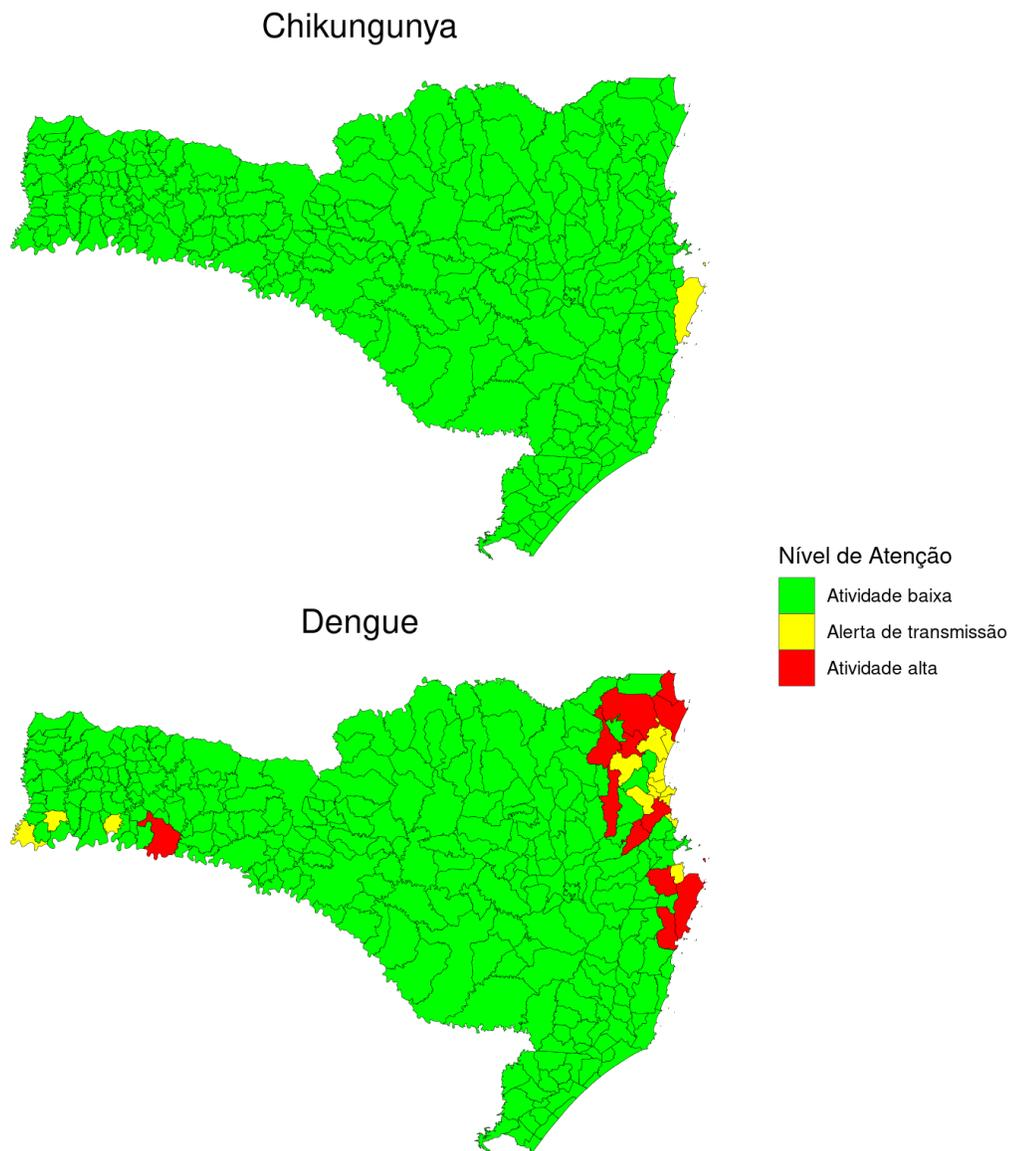 Chikungunya
Nível de Atenção
Atividade baixa
Alerta de transmissão
Atividade alta
Dengue